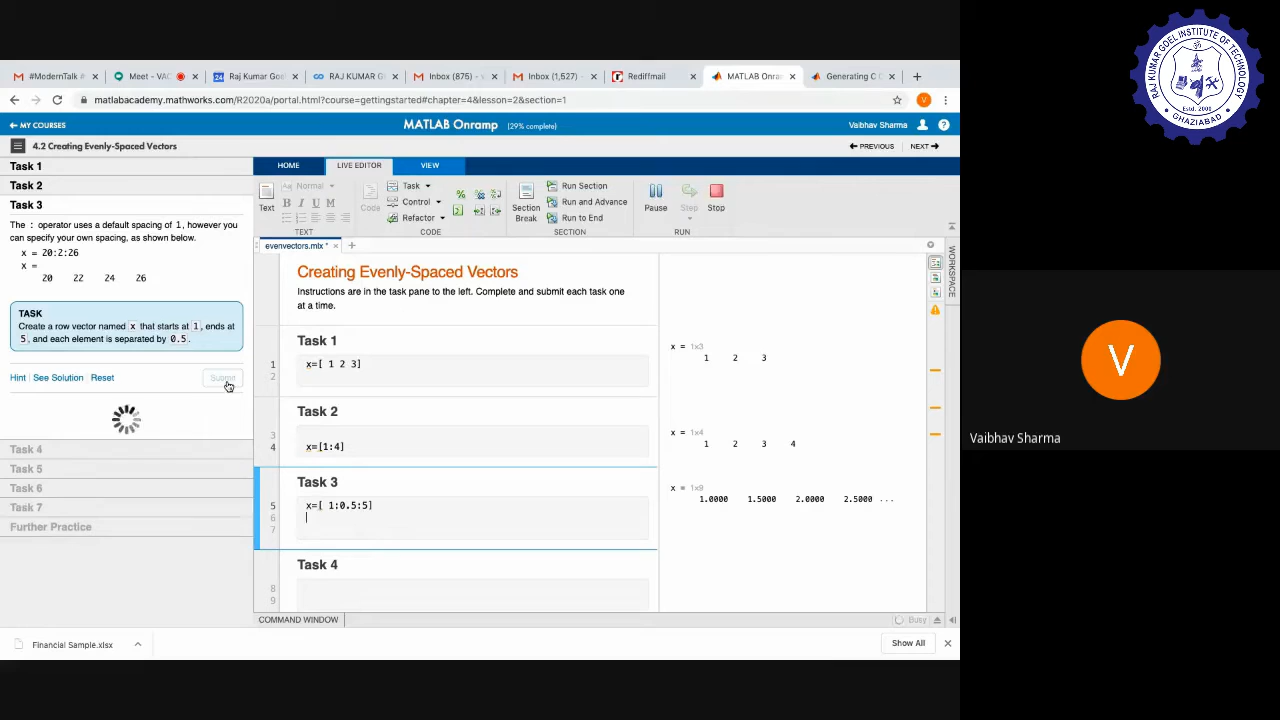 #ModernTalk
Meet - VAC
Raj Kumar Goe
RAJ KUMAR G
Inbox (875) - v
Inbox (1,527) -
Rediffmail
MATLAB Onra
Generating C C
matlabacademy.mathworks.com/R2020a/portal.html?course=gettingstarted#chapter=4&lesson=2&section=1
V
MY COURSES
MATLAB Onramp (29% complete)
Vaibhav Sharma
4.2 Creating Evenly-Spaced Vectors
PREVIOUS
NEXT
Task 1
Task 2
Task 3
The : operator uses a default spacing of 1, however you
can specify your own spacing, as shown below.
x = 20:2:26
x =
20 22 24 26
TASK
Create a row vector named x that starts at 1, ends at
5, and each element is separated by 0.5.
Hint See Solution Reset Submit
Task 4
Task 5
Task 6
Task 7
Further Practice
HOME LIVE EDITOR VIEW
Text
Normal
B I U M
TEXT
Code
Task
Control
Refactor
CODE
Section
Break
Run Section
Run and Advance
Run to End
SECTION
Pause Step Stop
RUN
evenvectors.mlx *
Creating Evenly-Spaced Vectors
Instructions are in the task pane to the left. Complete and submit each task one
at a time.
Task 1
1 x=[ 1 2 3]
2
Task 2
3
4 x=[1:4]
Task 3
5 x=[ 1:0.5:5]
6
7
Task 4
8
9
x = 1x3
1 2 3
x = 1x4
1 2 3 4
x = 1x9
1.0000 1.5000 2.0000 2.5000 ...
WORKSPACE
COMMAND WINDOW
Busy
Financial Sample.xlsx
Show All
RAJ KUMAR GOEL INSTITUTE OF TECHNOLOGY
Estd. 2000
GHAZIABAD
V
Vaibhav Sharma